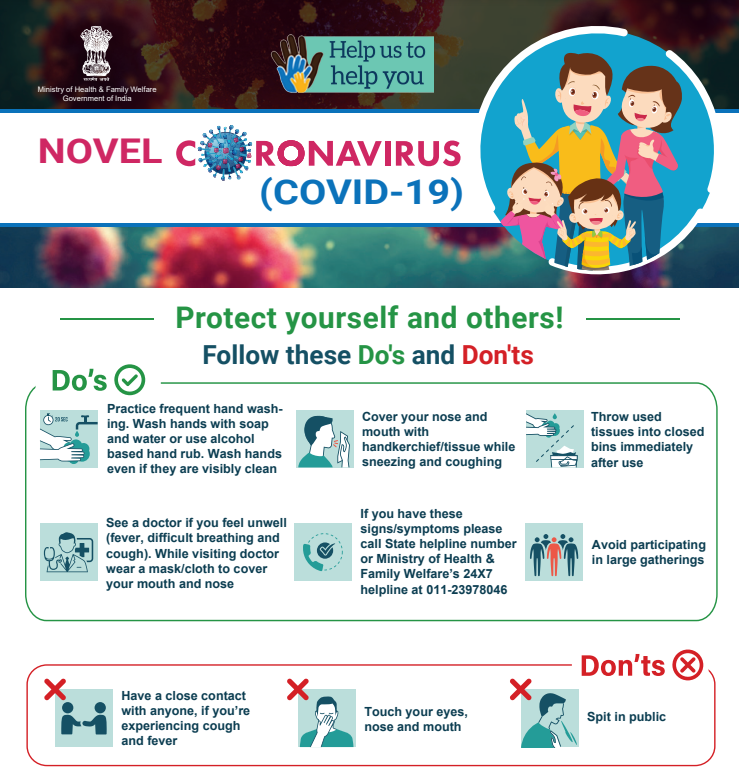 सत्यमेव जयते
Ministry of Health & Family Welfare
Government of India
Help us to
help you
NOVEL CORONAVIRUS
(COVID-19)
Protect yourself and others!
Follow these Do's and Don'ts
Do's
20 SEC
Practice frequent hand wash-
ing. Wash hands with soap
and water or use alcohol
based hand rub. Wash hands
even if they are visibly clean
Cover your nose and
mouth with
handkerchief/tissue while
sneezing and coughing
Throw used
tissues into closed
bins immediately
after use
See a doctor if you feel unwell
(fever, difficult breathing and
cough). While visiting doctor
wear a mask/cloth to cover
your mouth and nose
If you have these
signs/symptoms please
call State helpline number
or Ministry of Health &
Family Welfare's 24X7
helpline at 011-23978046
Avoid participating
in large gatherings
Don'ts
Have a close contact
with anyone, if you're
experiencing cough
and fever
Touch your eyes,
nose and mouth
Spit in public